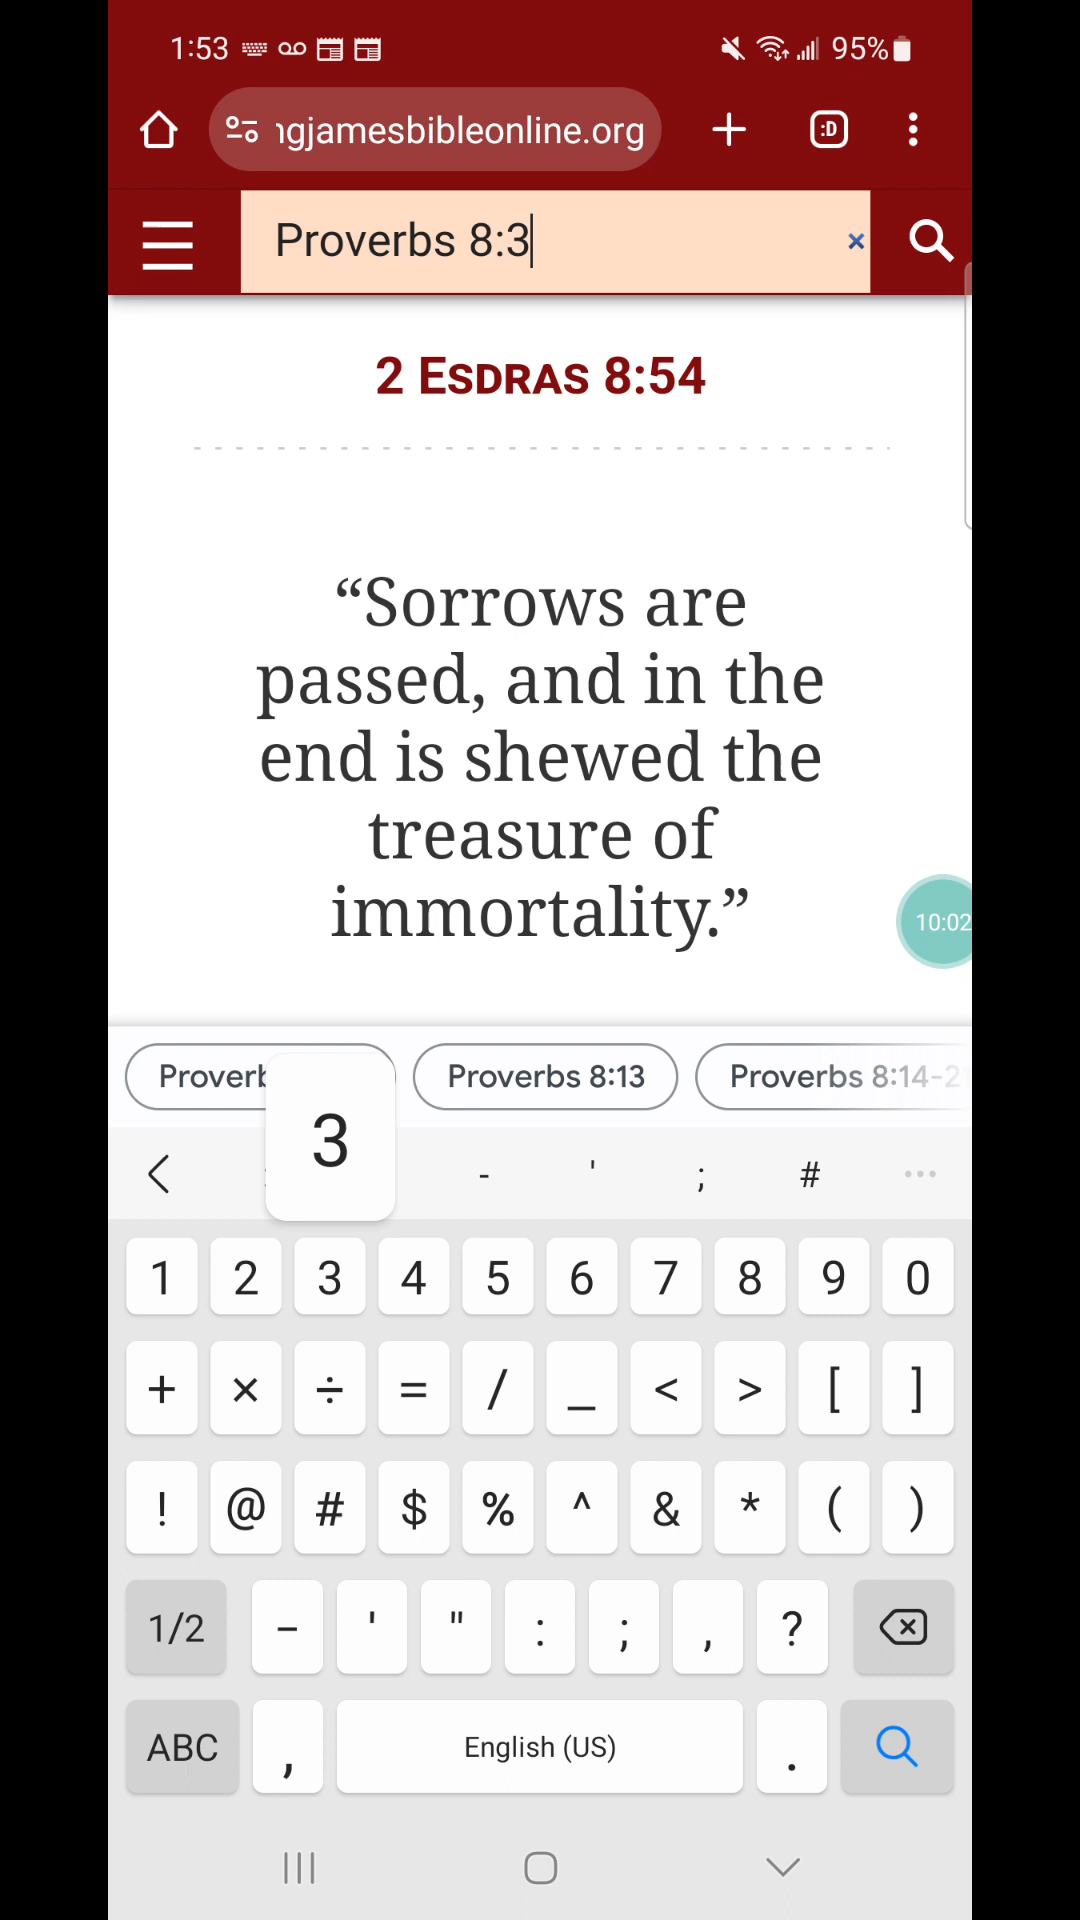 1:53 95%
ngjamesbibleonline.org :D
Proverbs 8:3 ×
2 ESDRAS 8:54
“Sorrows are
passed, and in the
end is shewed the
treasure of
immortality.”
10:02
Proverb Proverbs 8:13 Proverbs 8:14-2
3
- ' ; # ...
1 2 3 4 5 6 7 8 9 0
+ × ÷ = / _ < > [ ]
! @ # $ % ^ & * ( )
1/2 - ' " : ; , ?
ABC , English (US) .